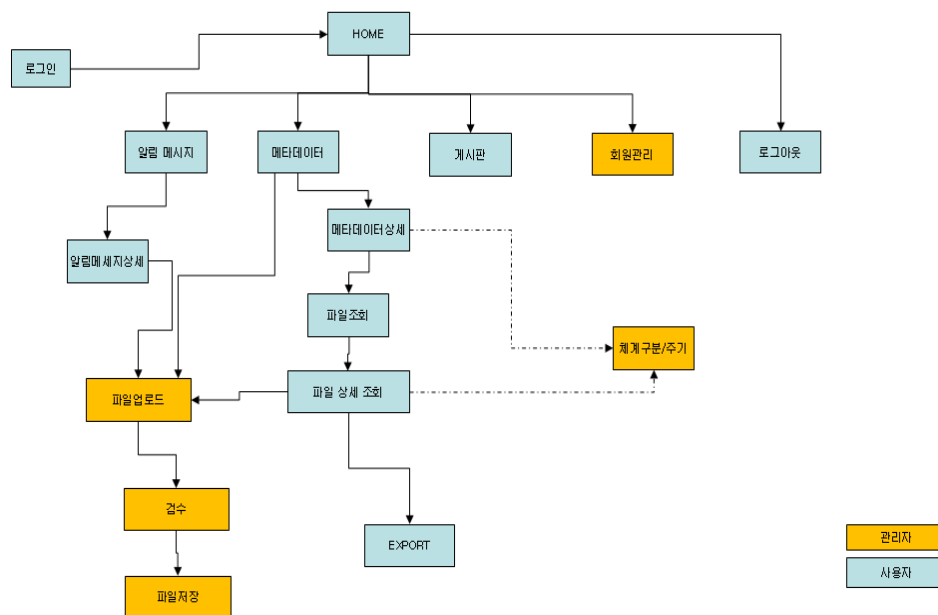 HOME
로그인
알림 메시지
메타데이터
게시판
회원관리
로그아웃
메타데이터상세
알림메세지상세
파일조회
체계구분/주기
파일업로드
파일 상세 조회
검수
EXPORT
관리자
사용자
파일저장